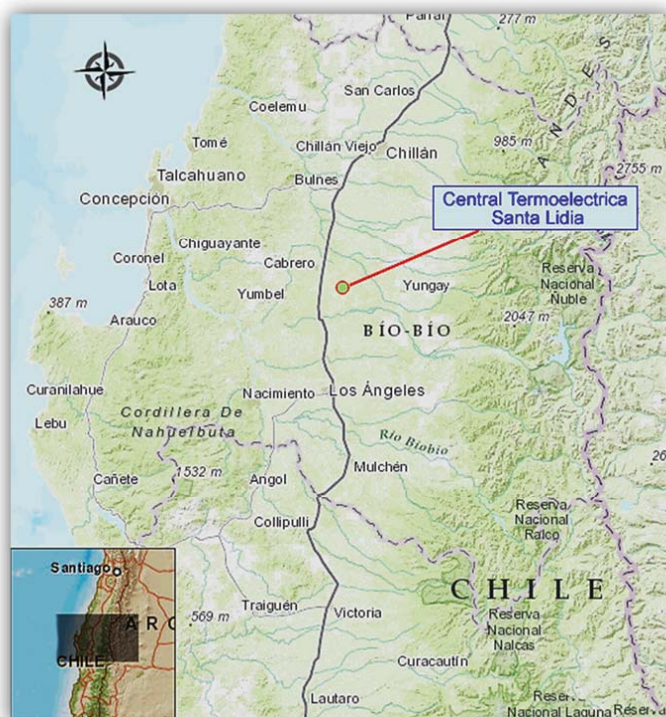 Parral
277 m
San Carlos
Coelemu
ANDES
Tomé
Chillán Viejo
Chillán
985 m
Talcahuano
2755 m
Bulnes
Concepción
Central Termoelectrica
Santa Lidia
Chiguayante
Coronel
Cabrero
Reserva
Nacional
Ñuble
Lota
Yumbel
Yungay
387 m
Arauco
BÍO-BÍO
2047 m
Curanilahue
Nacimiento
Los Ángeles
Lebu
Cordillera De
Nahuelbuta
Río Biobío
Cañete
1532 m
Angol
Mulchén
Collipulli
Reserva
Nacional
Ralco
Santiago
CHILE
Traiguén
Victoria
569 m
Reserva
Nacional
Nalcas
CHILE
Curacautín
Lautaro
Nacional Laguna